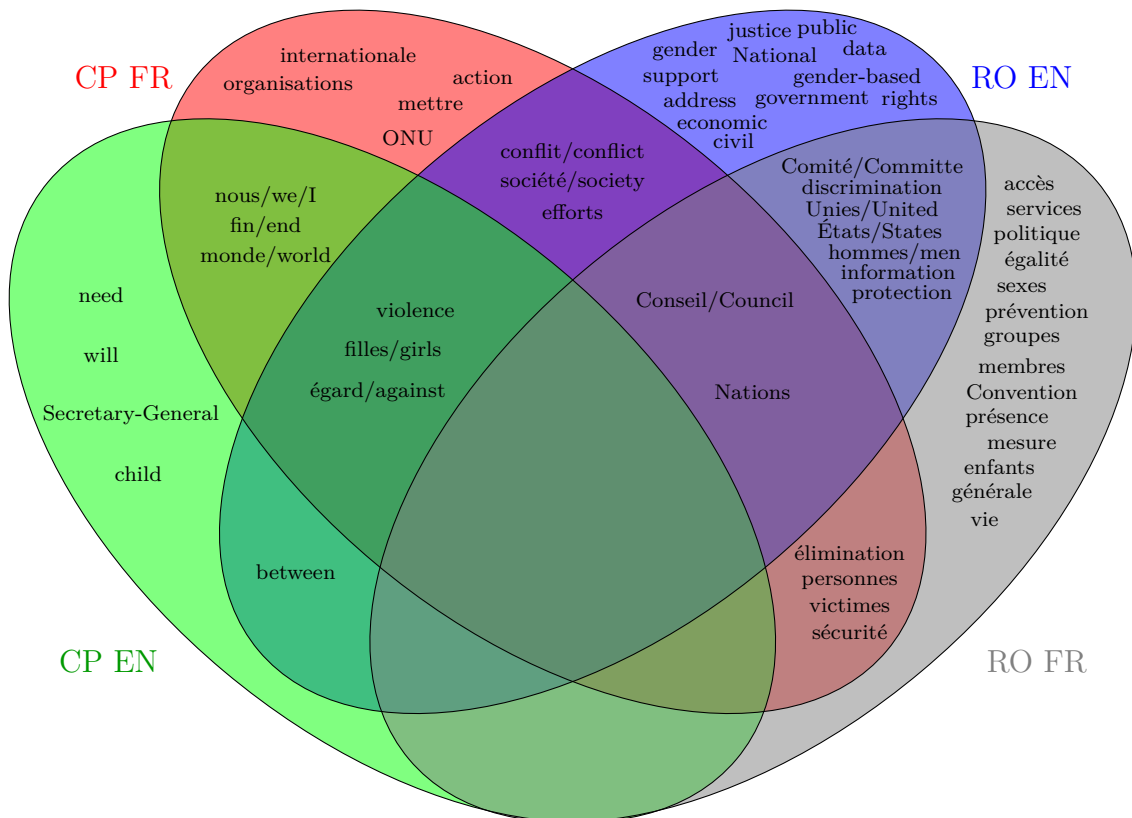 CP FR
internationale
organisations
action
mettre
ONU
justice
public
gender
National
data
support
gender-based
address
government
rights
economic
civil
RO EN
conflit/conflict
société/society
efforts
nous/we/I
fin/end
monde/world
Comité/Committe
discrimination
Unies/United
États/States
hommes/men
information
protection
accès
services
politique
égalité
sexes
prévention
groupes
membres
Convention
présence
mesure
enfants
générale
vie
need
will
Secretary-General
child
violence
filles/girls
égard/against
Conseil/Council
Nations
between
élimination
personnes
victimes
sécurité
CP EN
RO FR